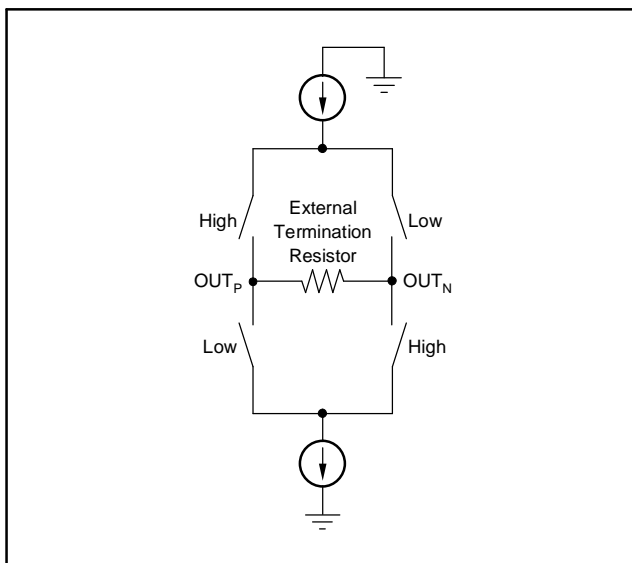 External
Termination
Resistor
High
Low
OUTP
OUTN
Low
High